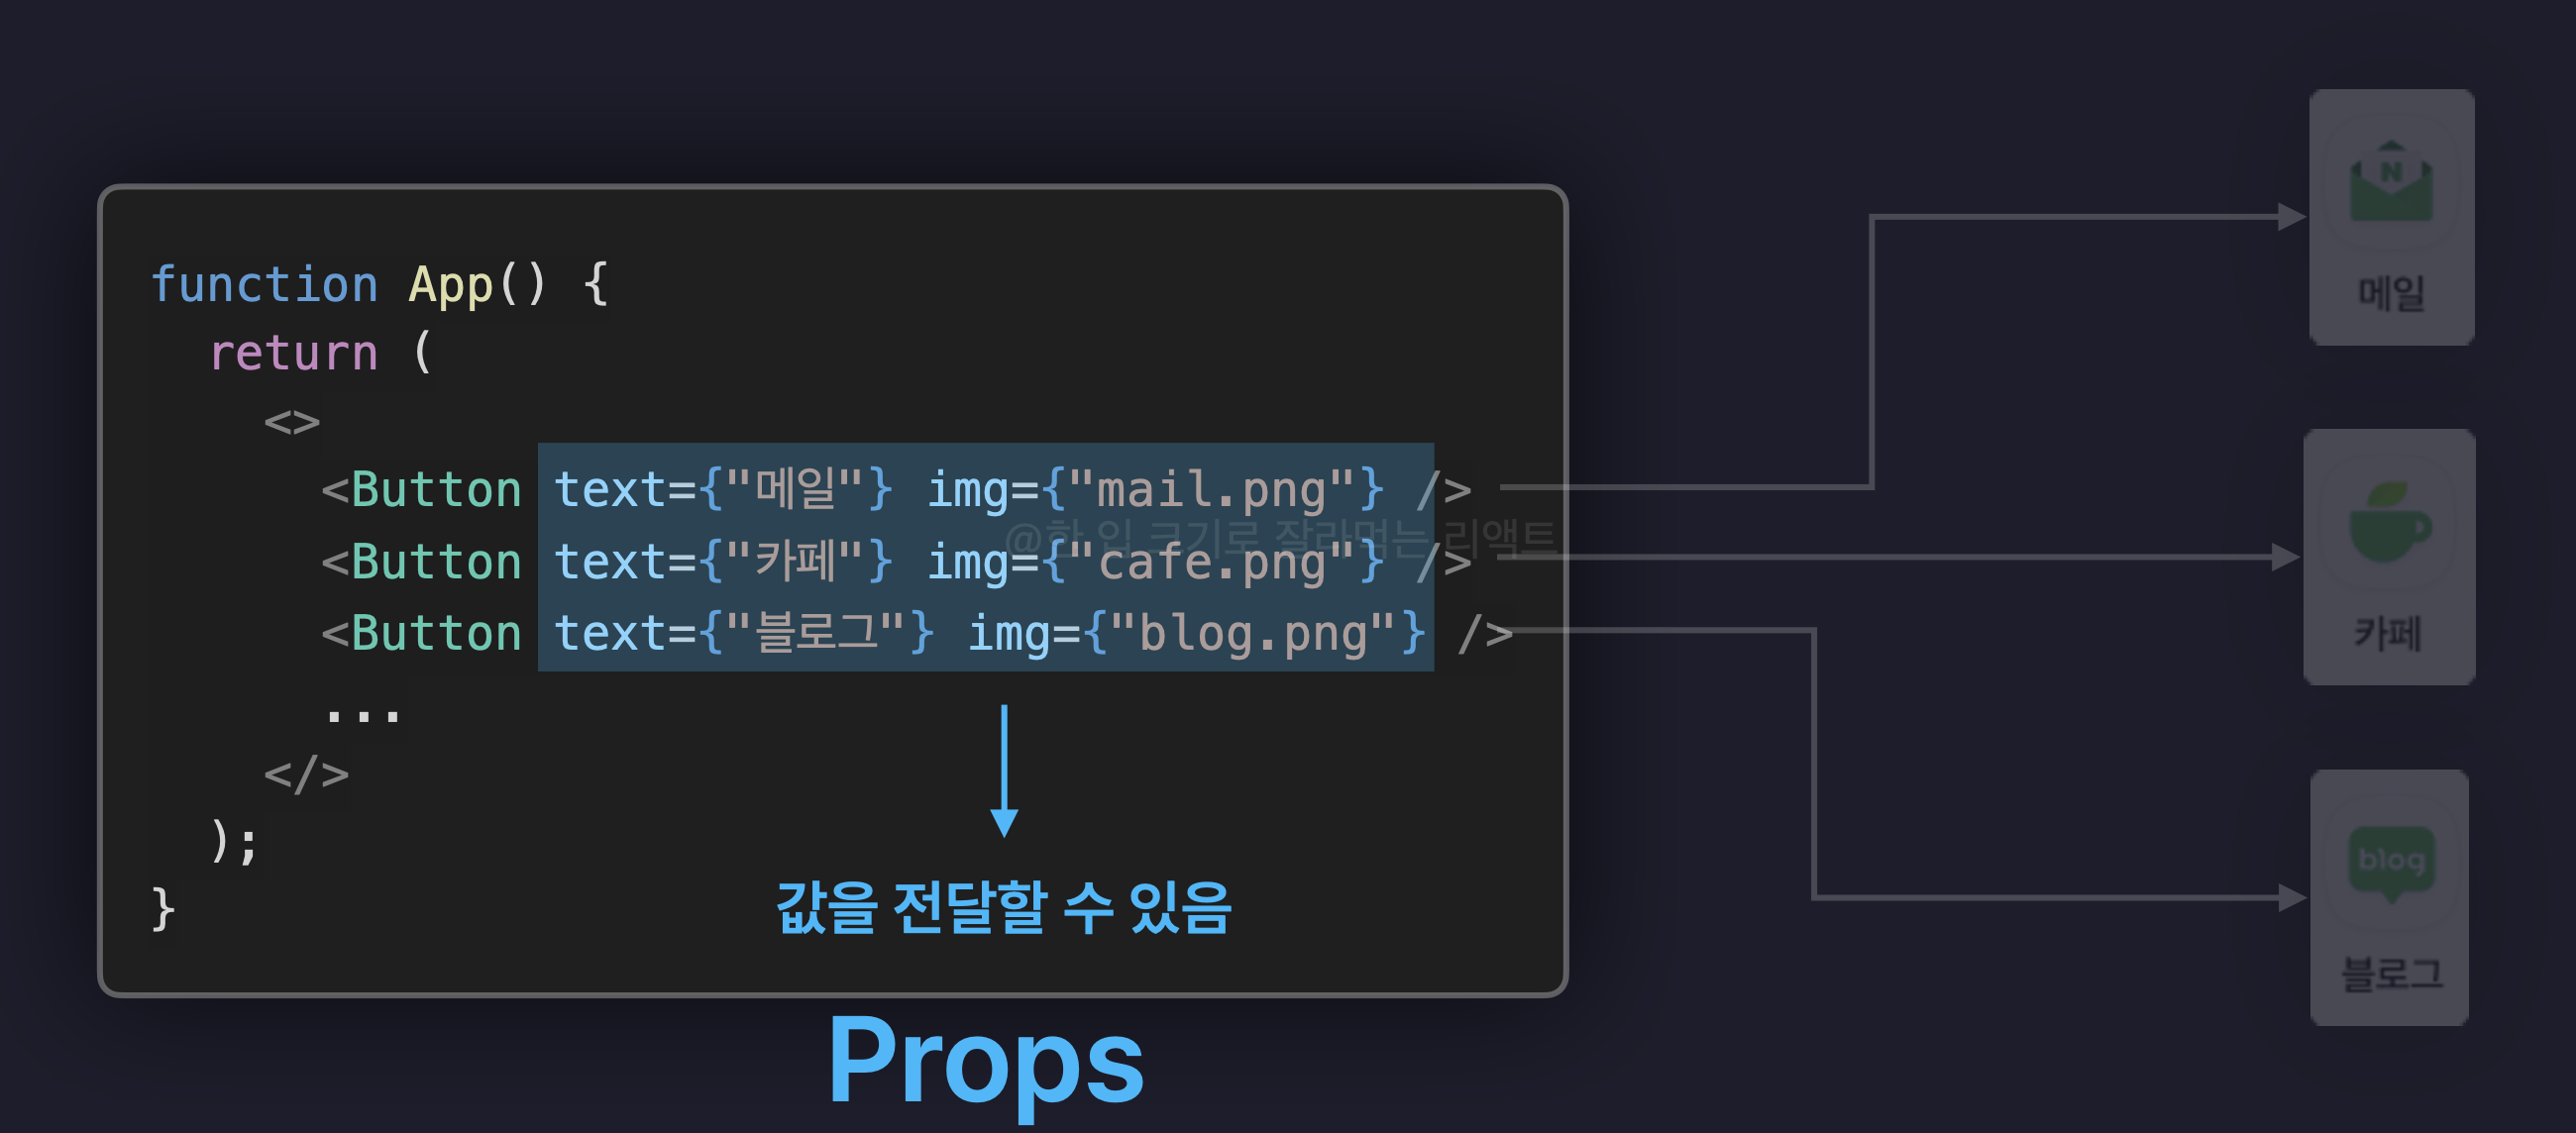 function App() {
return (
<>
<Button text={"메일"} img={"mail.png"} />
@한 입 크기로 잘라먹는 리액트
<Button text={"카페"} img={"cafe.png"} />
<Button text={"블로그"} img={"blog.png"} />
...
</>
);
}
값을 전달할 수 있음
Props
N
메일
카페
blog
블로그